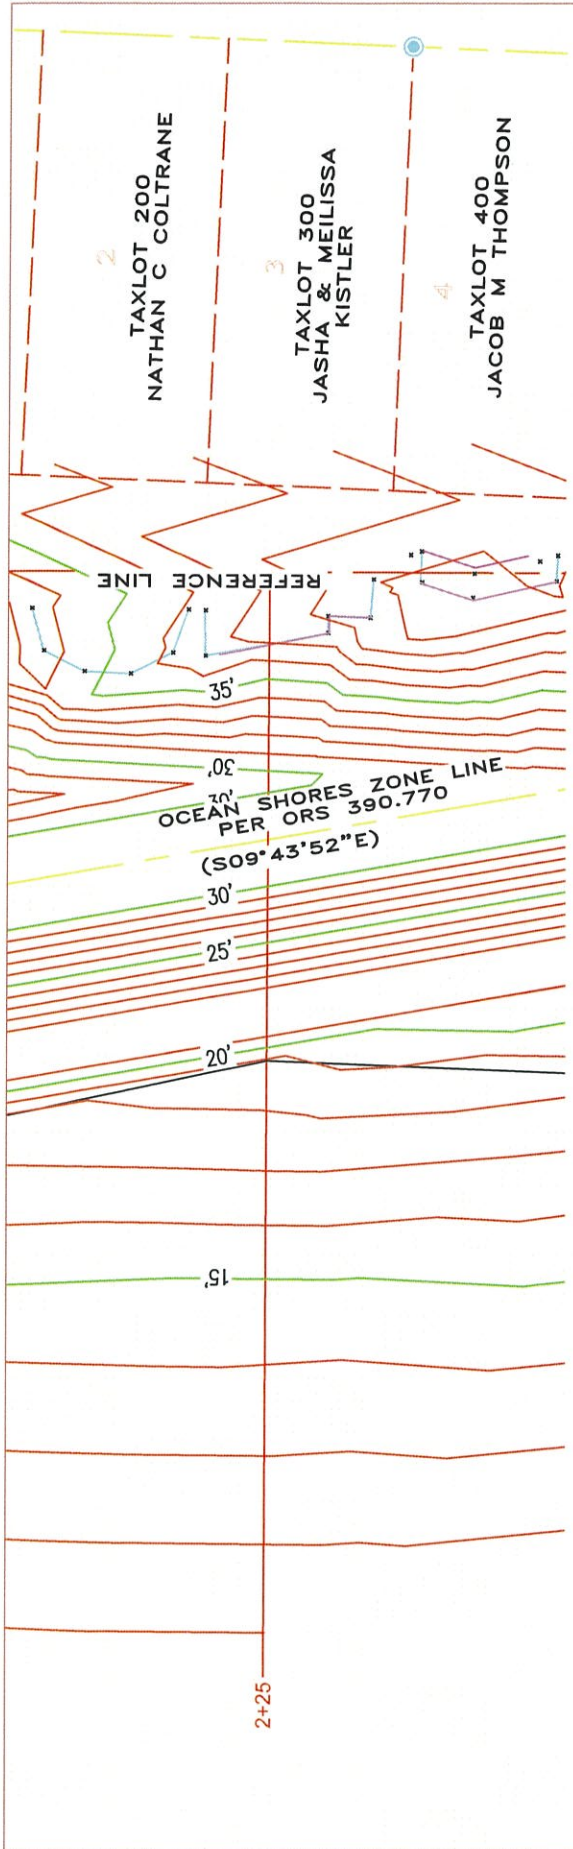 2
TAXLOT 200
NATHAN C COLTRANE
3
TAXLOT 300
JASHA & MEILISSA
KISTLER
4
TAXLOT 400
JACOB M THOMPSON
REFERENCE LINE
35'
30'
OCEAN SHORES ZONE LINE
PER ORS 390.770
(S09°43'52"E)
30'
25'
20'
15'
2+25